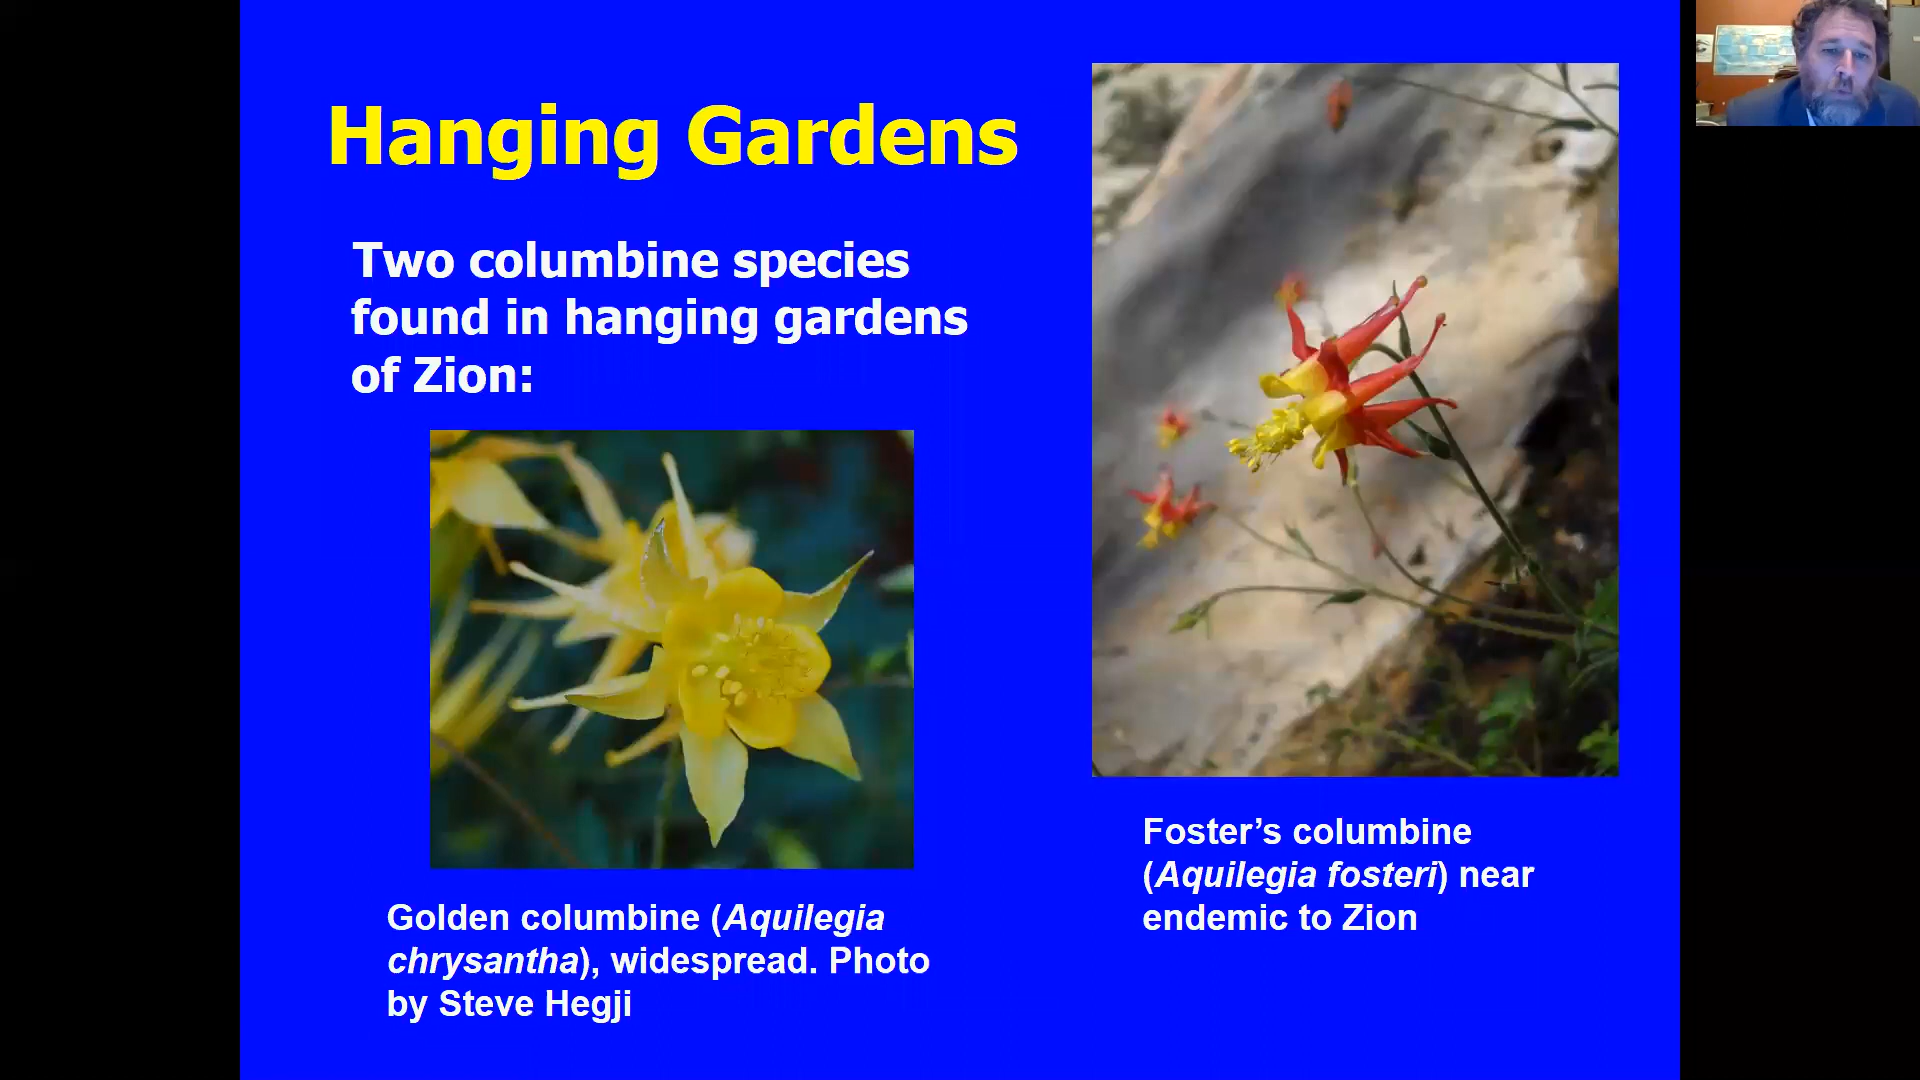 Hanging Gardens
Two columbine species
found in hanging gardens
of Zion:
Golden columbine (Aquilegia
chrysantha), widespread. Photo
by Steve Hegji
Foster’s columbine
(Aquilegia fosteri) near
endemic to Zion